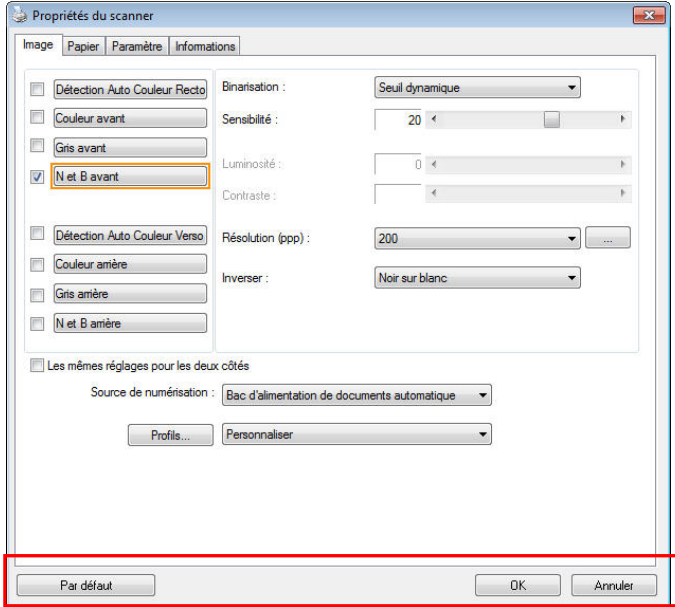 Propriétés du scanner
Image Papier Paramètre Informations
Détection Auto Couleur Recto
Couleur avant
Gris avant
N et B avant
Détection Auto Couleur Verso
Couleur arrière
Gris arrière
N et B arrière
Binarisation : Seuil dynamique
Sensibilité : 20
Luminosité : 0
Contraste :
Résolution (ppp) : 200 ...
Inverser : Noir sur blanc
Les mêmes réglages pour les deux côtés
Source de numérisation : Bac d'alimentation de documents automatique
Profils... Personnaliser
Par défaut OK Annuler